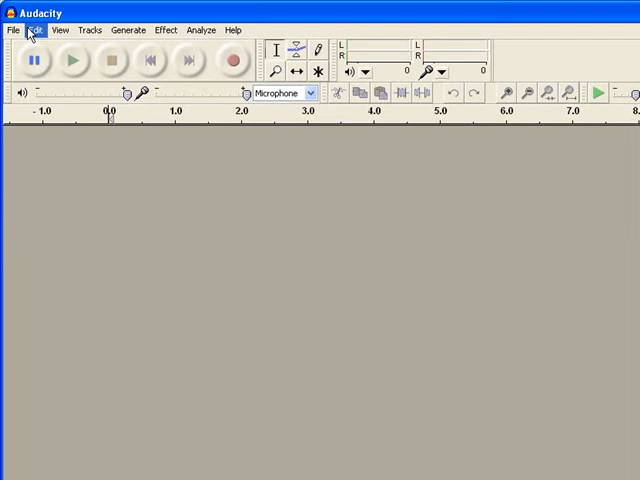 Audacity
File Edit View Tracks Generate Effect Analyze Help
L L
R R
0 0
- + - + Microphone -
- 1.0 0.0 1.0 2.0 3.0 4.0 5.0 6.0 7.0 8.